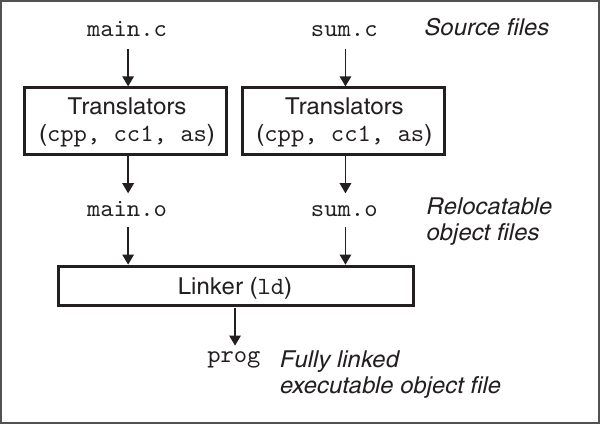 main.c sum.c Source files
Translators Translators
(cpp, cc1, as) (cpp, cc1, as)
main.o sum.o Relocatable
object files
Linker (ld)
prog Fully linked
executable object file